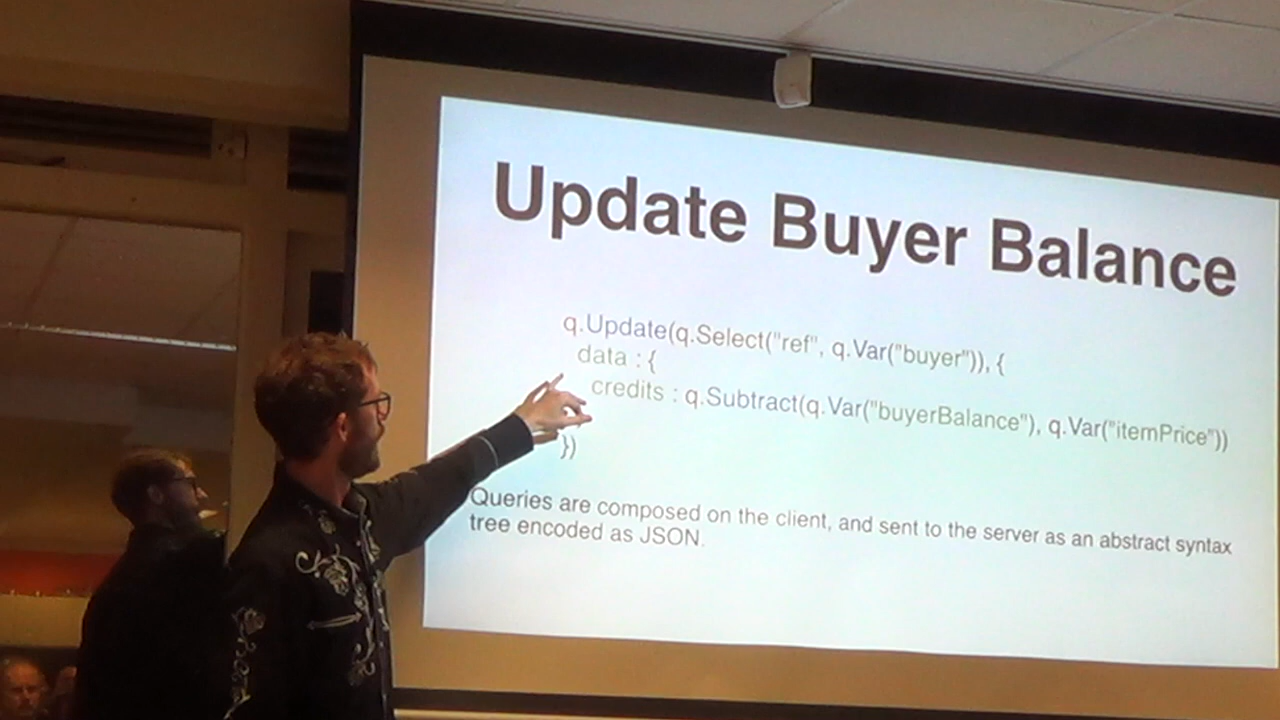 Update Buyer Balance
q.Update(q.Select("ref", q.Var("buyer")), {
data : {
credits : q.Subtract(q.Var("buyerBalance"), q.Var("itemPrice"))
})
Queries are composed on the client, and sent to the server as an abstract syntax
tree encoded as JSON.